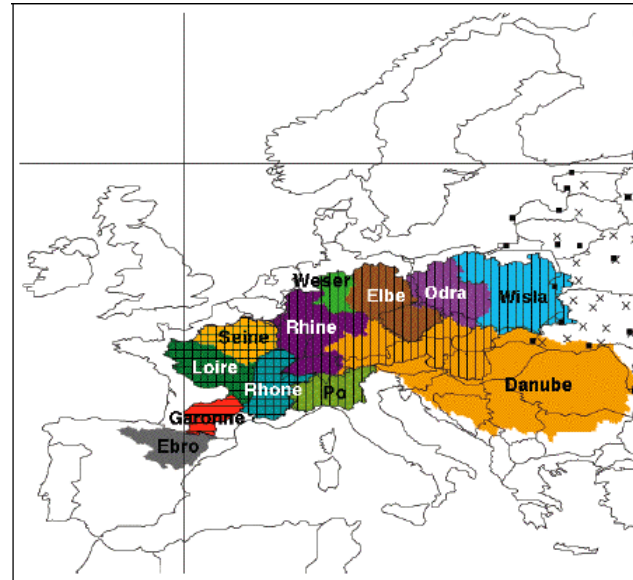 Weser
Elbe
Odra
Wisla
Rhine
Seine
Loire
Rhone
Po
Danube
Garonne
Ebro